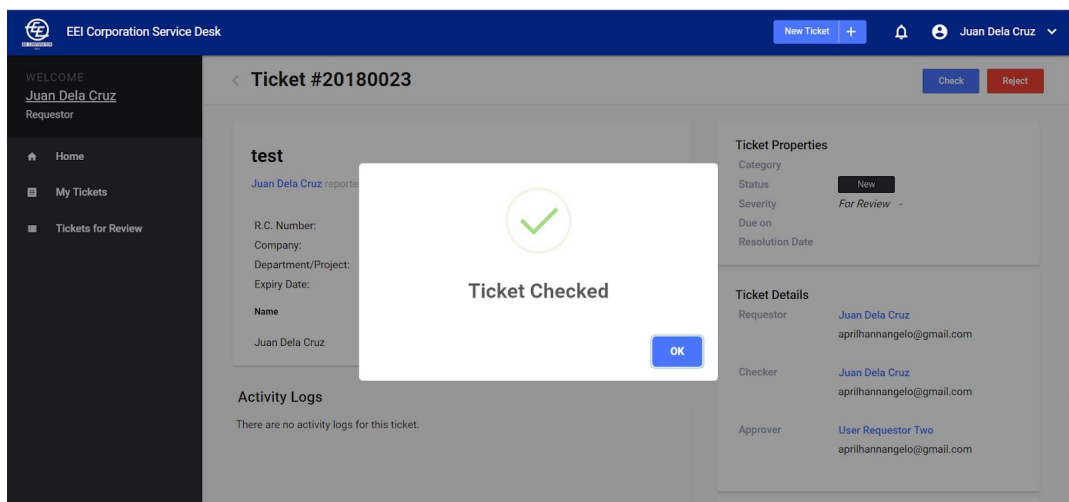 EEI Corporation Service Desk
New Ticket +
Juan Dela Cruz
WELCOME
Juan Dela Cruz
Requestor
Home
My Tickets
Tickets for Review
Ticket #20180023
Check
Reject
test
Juan Dela Cruz reporte
R.C. Number:
Company:
Department/Project:
Expiry Date:
Name
Juan Dela Cruz
Ticket Checked
OK
Activity Logs
There are no activity logs for this ticket.
Ticket Properties
Category
Status New
Severity For Review -
Due on
Resolution Date
Ticket Details
Requestor Juan Dela Cruz
aprilhannangelo@gmail.com
Checker Juan Dela Cruz
aprilhannangelo@gmail.com
Approver User Requestor Two
aprilhannangelo@gmail.com